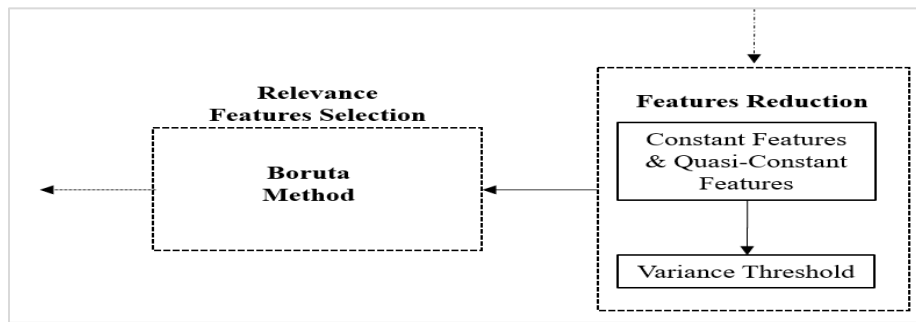 Relevance
Features Selection
Boruta
Method
Features Reduction
Constant Features
& Quasi-Constant
Features
Variance Threshold